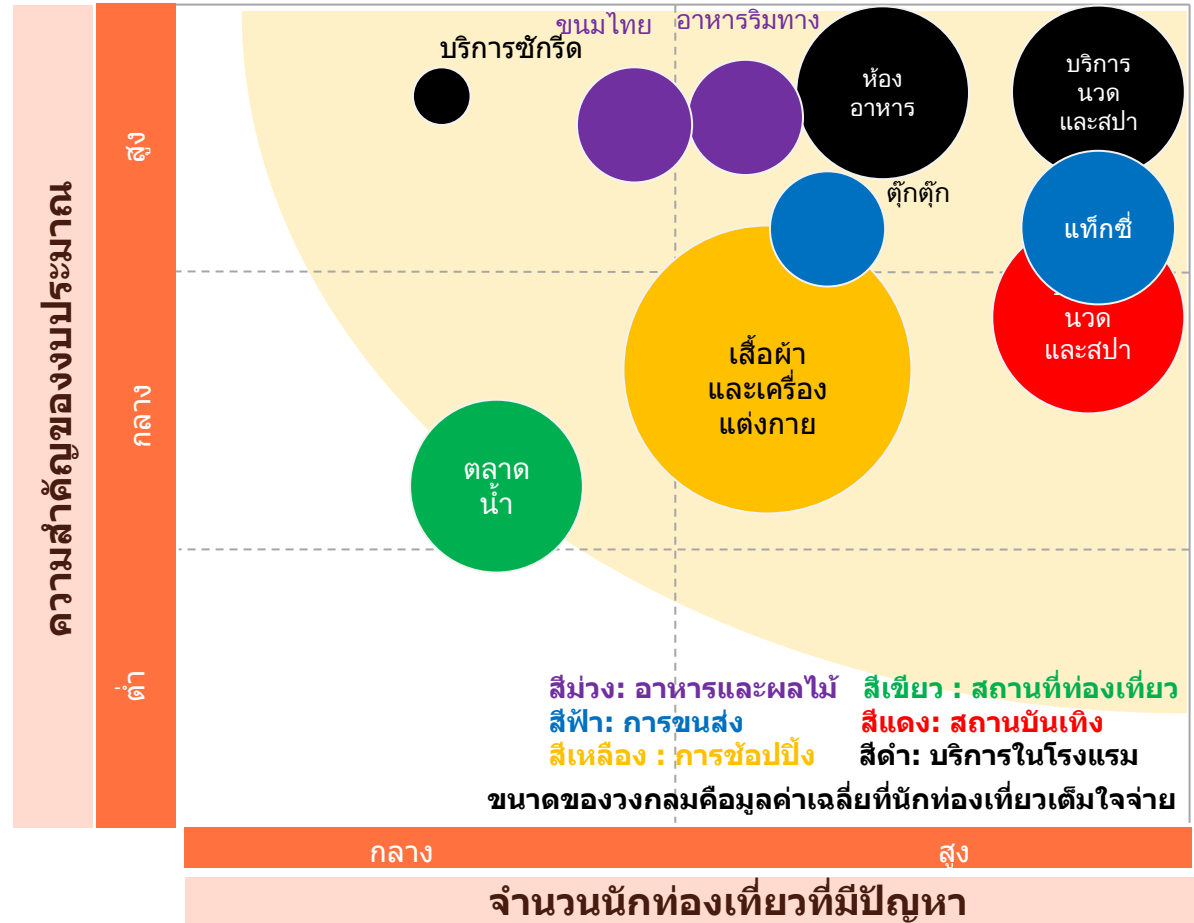 ขนมไทย
อาหารริมทาง
บริการซักรีด
ห้อง
อาหาร
บริการ
นวด
และสปา
ตุ๊กตุ๊ก
แท็กซี่
นวด
และสปา
เสื้อผ้า
และเครื่อง
แต่งกาย
ตลาด
น้ำ
ความสำคัญของงบประมาณ
สูง
กลาง
ต่ำ
สีม่วง: อาหารและผลไม้
สีเขียว : สถานที่ท่องเที่ยว
สีฟ้า: การขนส่ง
สีแดง: สถานบันเทิง
สีเหลือง : การช้อปปิ้ง
สีดำ: บริการในโรงแรม
ขนาดของวงกลมคือมูลค่าเฉลี่ยที่นักท่องเที่ยวเต็มใจจ่าย
กลาง
สูง
จำนวนนักท่องเที่ยวที่มีปัญหา